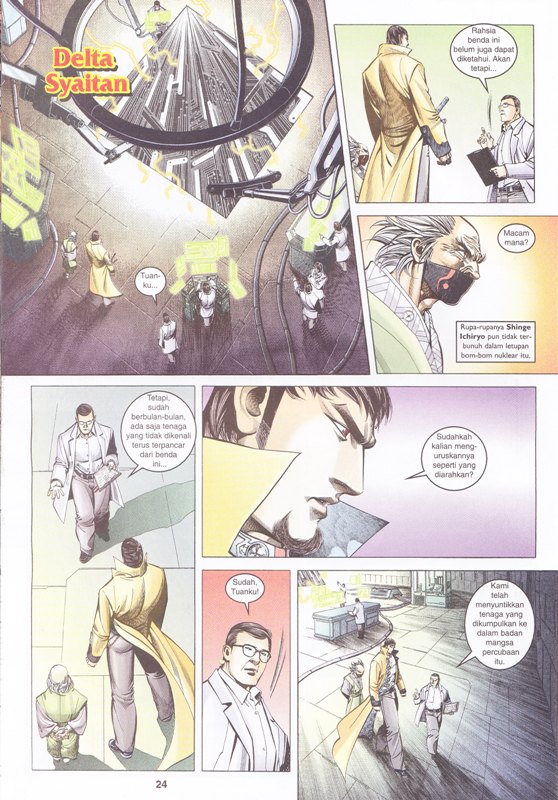 Delta
Syaitan
Tuan-
ku...
Rahsia
benda ini
belum juga dapat
diketahui. Akan
tetapi...
Macam
mana?
Rupa-rupanya Shinge
Ichiryo pun tidak ter-
bunuh dalam letupan
bom-bom nuklear itu.
Tetapi,
sudah
berbulan-bulan,
ada saja tenaga
yang tidak dikenali
terus terpancar
dari benda
ini...
Sudahkah
kalian meng-
uruskannya
seperti yang
diarahkan?
Sudah,
Tuanku!
Kami
telah
menyuntikkan
tenaga yang
dikumpulkan ke
dalam badan
mangsa
percubaan
itu.
24